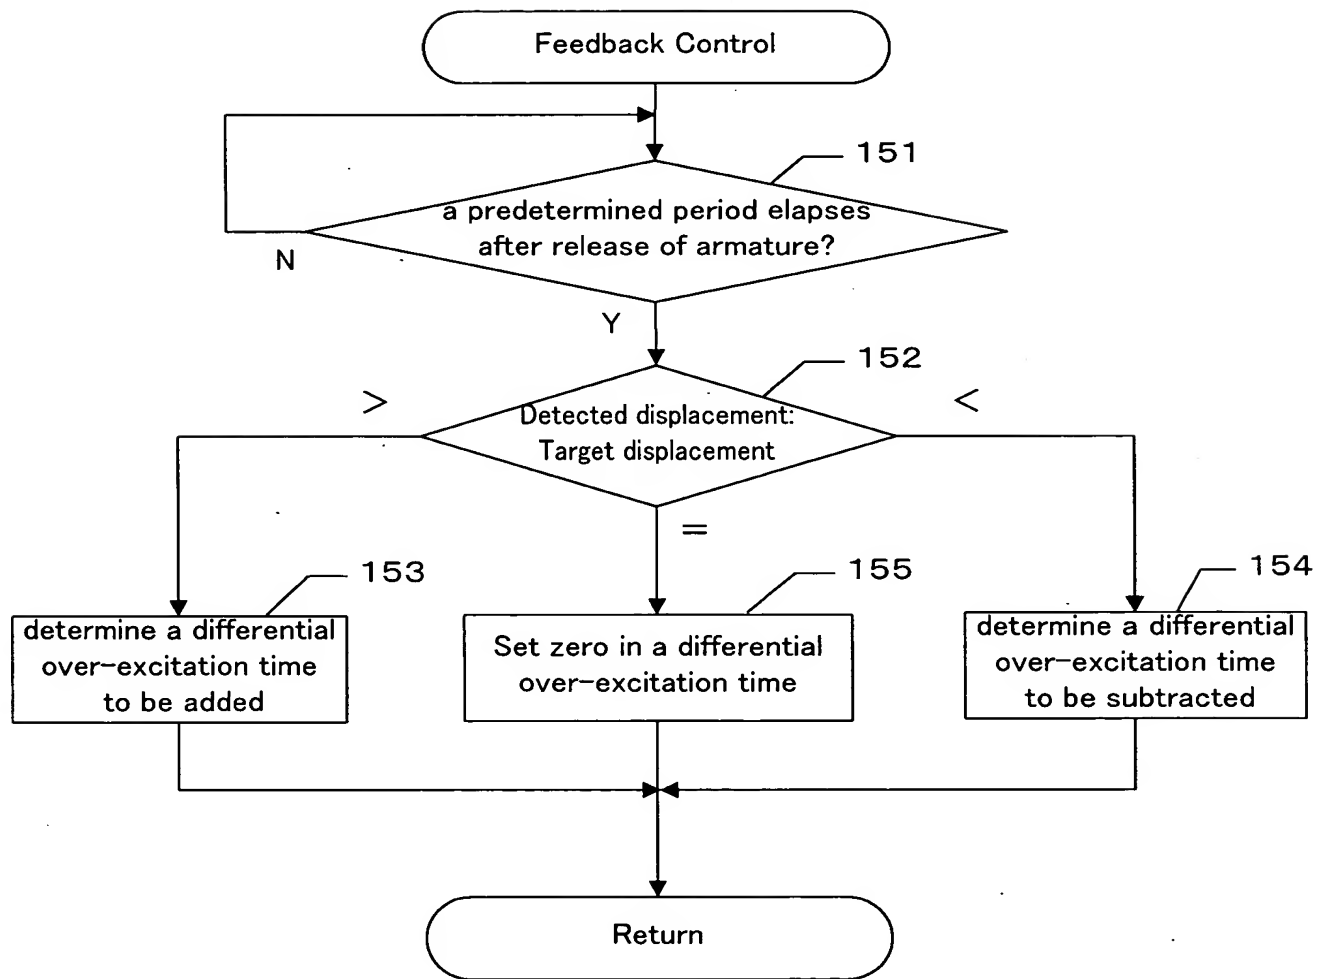 Feedback Control
151
a predetermined period elapses
after release of armature?
N
Y
152
>
<
Detected displacement:
Target displacement
=
153
155
154
determine a differential
over-excitation time
to be added
Set zero in a differential
over-excitation time
determine a differential
over-excitation time
to be subtracted
Return